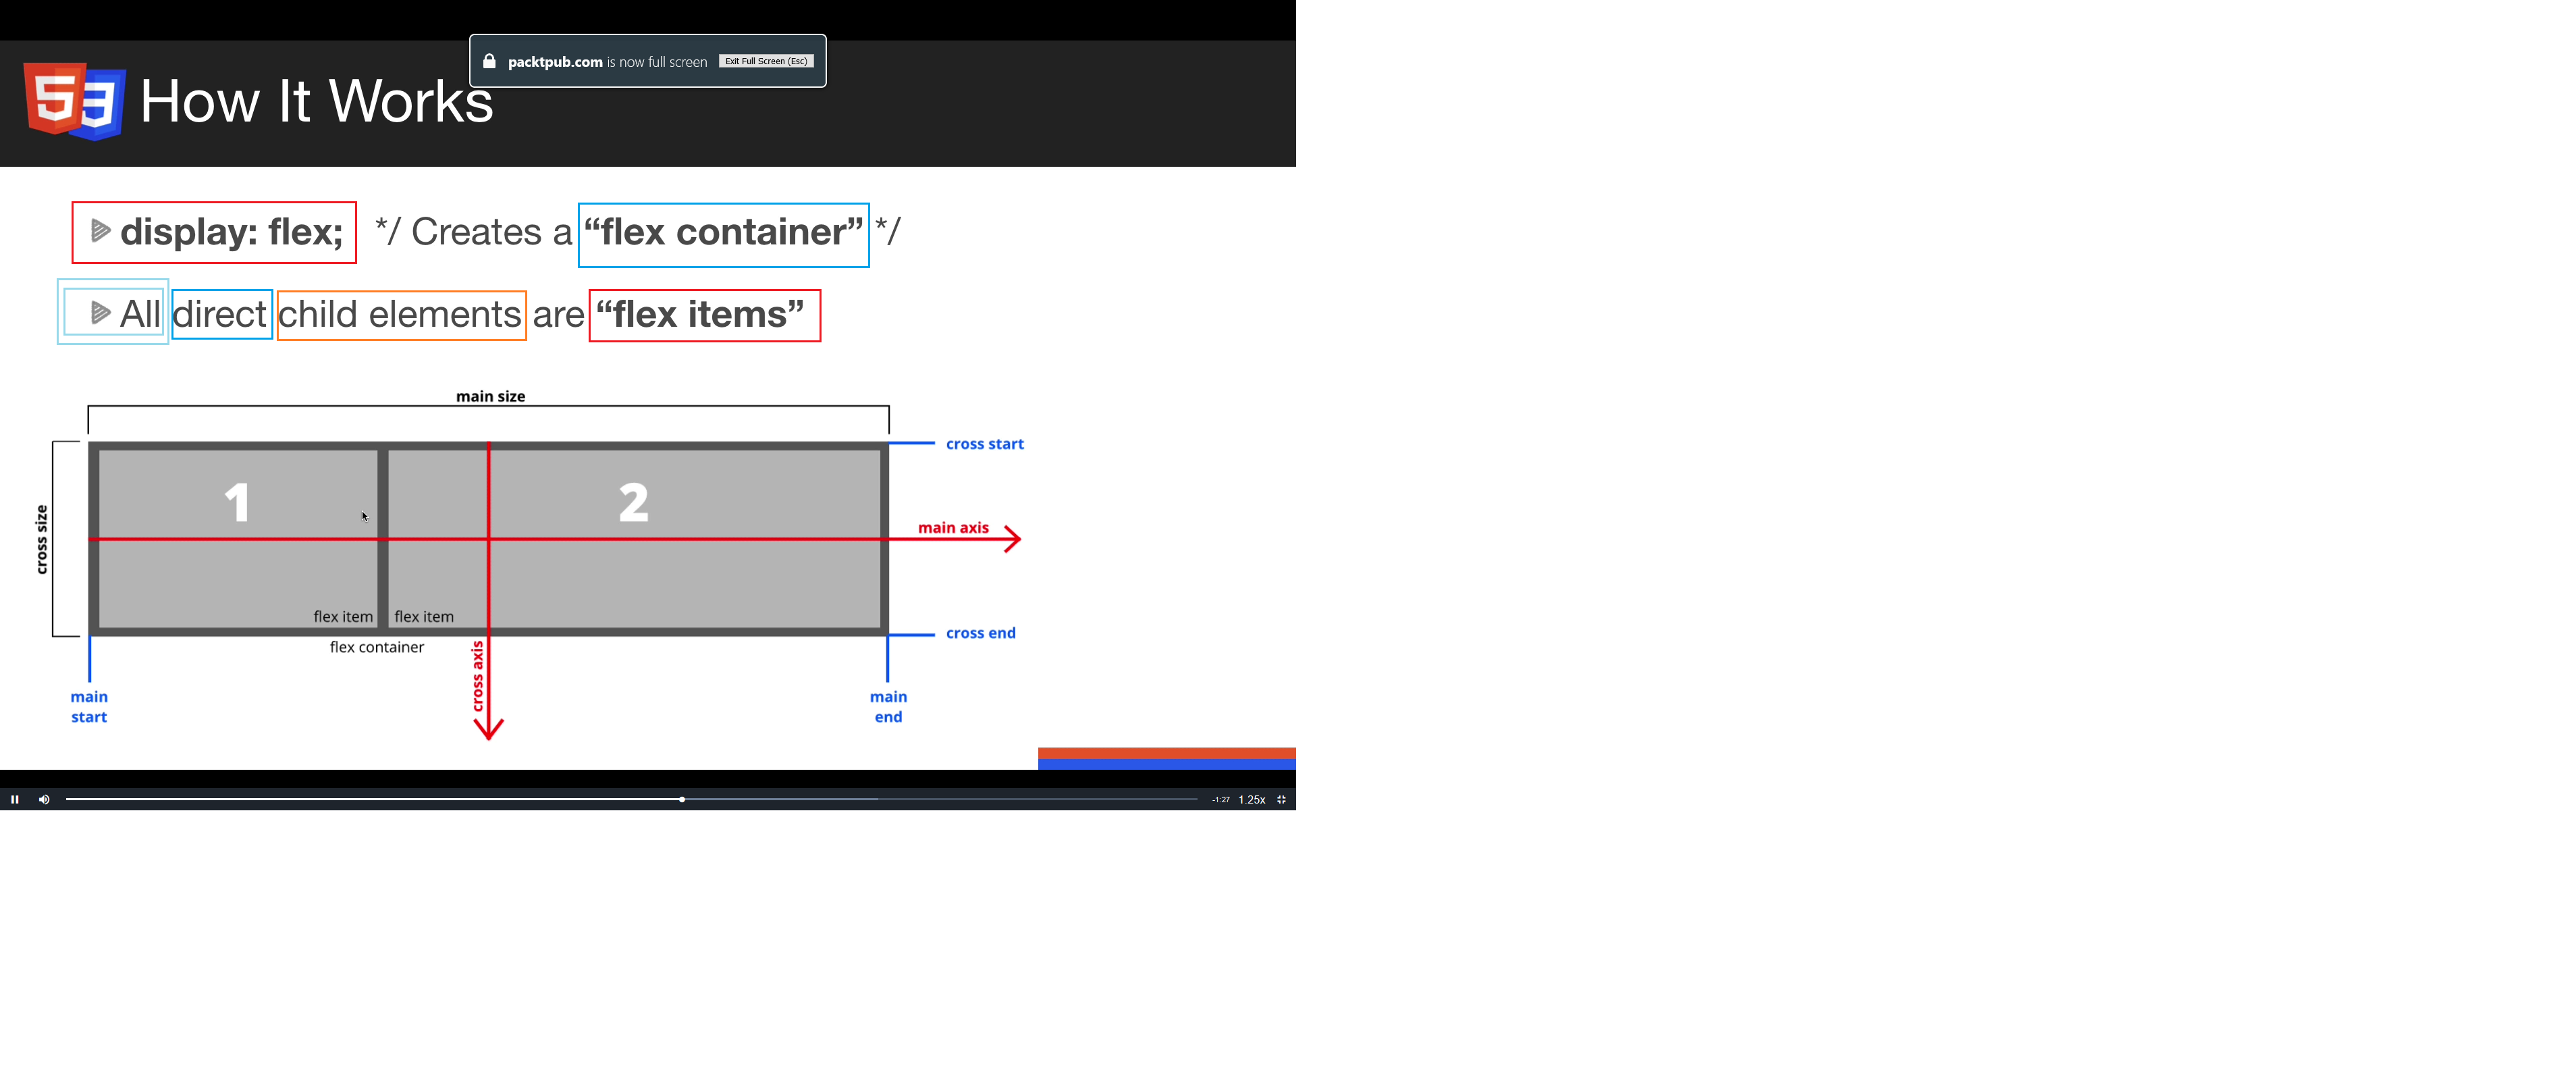 packtpub.com is now full screen Exit Full Screen (Esc)
How It Works
display: flex; */ Creates a “flex container” */
All direct child elements are “flex items”
main size
cross start
cross size
1
2
main axis
flex item
flex item
cross end
flex container
cross axis
main
start
main
end
-1:27 1.25x